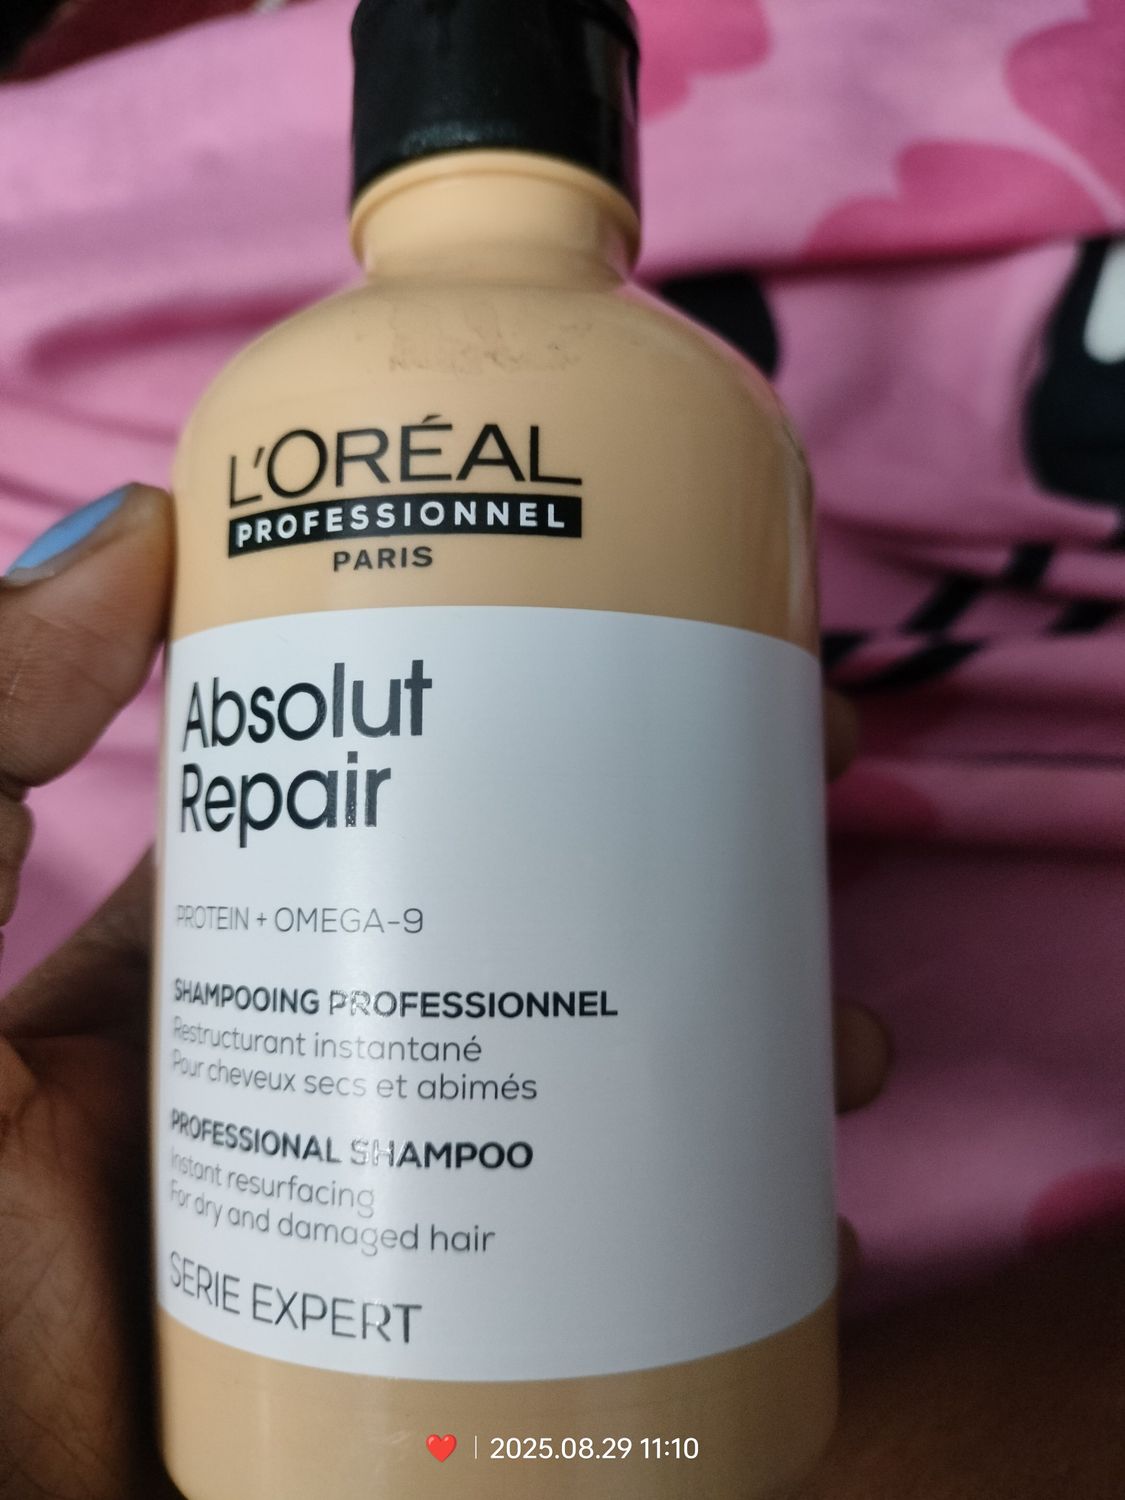 L'ORÉAL
PROFESSIONNEL
PARIS
Absolut
Repair
PROTEIN + OMEGA-9
SHAMPOOING PROFESSIONNEL
Restructurant instantané
Pour cheveux secs et abimés
PROFESSIONAL SHAMPOO
Instant resurfacing
For dry and damaged hair
SERIE EXPERT
❤️ | 2025.08.29 11:10